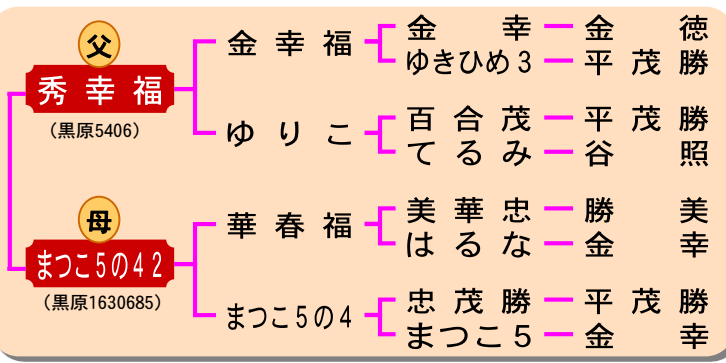 父
秀幸福
(黒原5406)
金幸福
金幸 金徳
ゆきひめ3 平茂勝
ゆりこ
百合茂 平茂勝
てるみ 谷照
母
まつこ5の42
(黒原1630685)
華春福
美華忠 勝美
はるな 金幸
まつこ5の4
忠茂勝 平茂勝
まつこ5 金幸